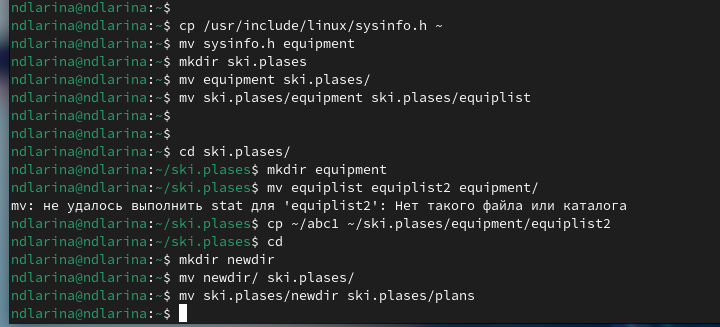 ndlarina@ndlarina:~$
ndlarina@ndlarina:~$ cp /usr/include/linux/sysinfo.h ~
ndlarina@ndlarina:~$ mv sysinfo.h equipment
ndlarina@ndlarina:~$ mkdir ski.plases
ndlarina@ndlarina:~$ mv equipment ski.plases/
ndlarina@ndlarina:~$ mv ski.plases/equipment ski.plases/equiplist
ndlarina@ndlarina:~$
ndlarina@ndlarina:~$
ndlarina@ndlarina:~$ cd ski.plases/
ndlarina@ndlarina:~/ski.plases$ mkdir equipment
ndlarina@ndlarina:~/ski.plases$ mv equiplist equiplist2 equipment/
mv: не удалось выполнить stat для 'equiplist2': Нет такого файла или каталога
ndlarina@ndlarina:~/ski.plases$ cp ~/abc1 ~/ski.plases/equipment/equiplist2
ndlarina@ndlarina:~/ski.plases$ cd
ndlarina@ndlarina:~$ mkdir newdir
ndlarina@ndlarina:~$ mv newdir/ ski.plases/
ndlarina@ndlarina:~$ mv ski.plases/newdir ski.plases/plans
ndlarina@ndlarina:~$